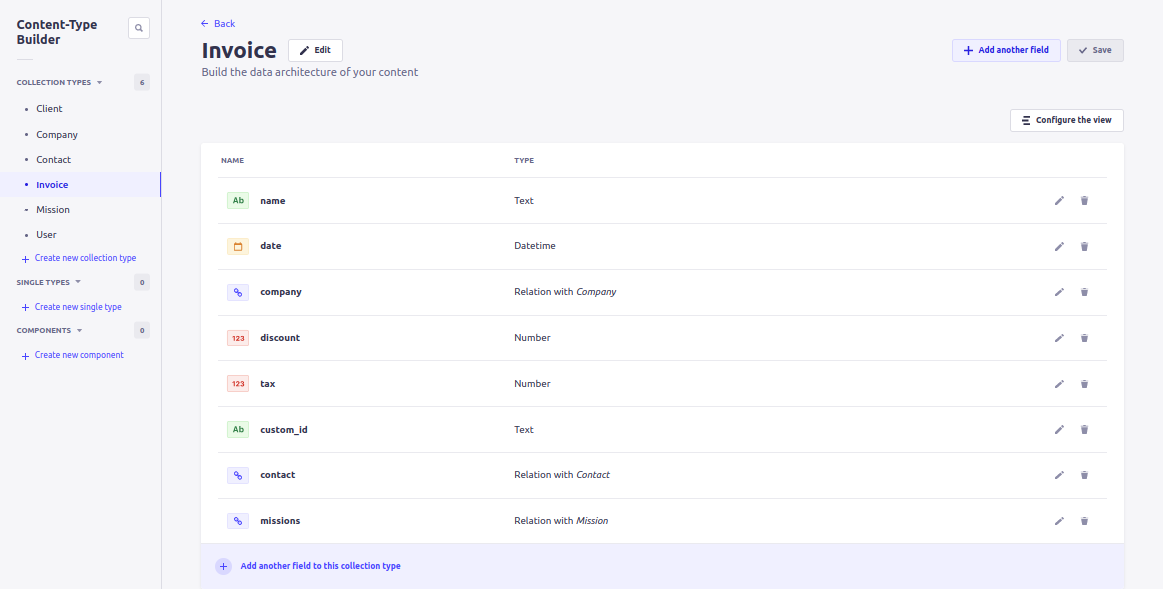 Content-Type
Builder
COLLECTION TYPES 6
Client
Company
Contact
Invoice
Mission
User
Create new collection type
SINGLE TYPES 0
Create new single type
COMPONENTS 0
Create new component
Back
Invoice
Edit
Add another field
Save
Build the data architecture of your content
Configure the view
NAME TYPE
Ab name Text
date Datetime
company Relation with Company
123 discount Number
123 tax Number
Ab custom_id Text
contact Relation with Contact
missions Relation with Mission
Add another field to this collection type